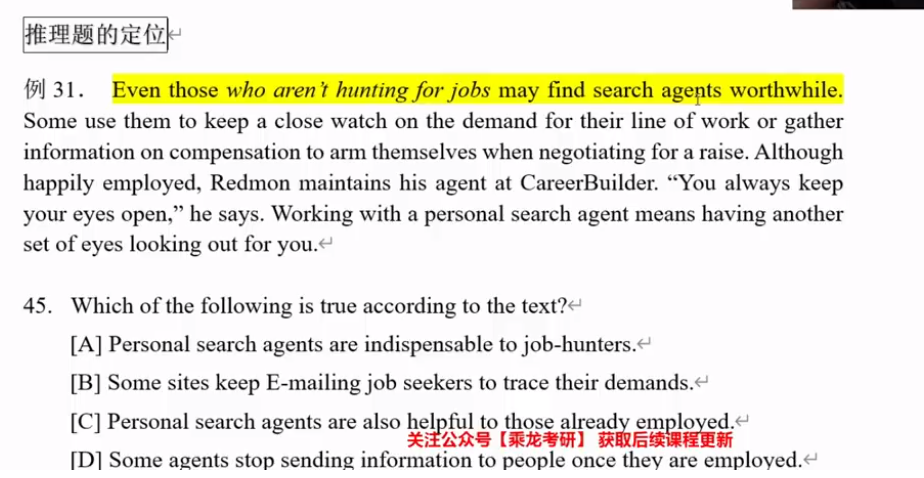 推理题的定位
例 31. Even those who aren't hunting for jobs may find search agents worthwhile.
Some use them to keep a close watch on the demand for their line of work or gather
information on compensation to arm themselves when negotiating for a raise. Although
happily employed, Redmon maintains his agent at CareerBuilder. “You always keep
your eyes open,” he says. Working with a personal search agent means having another
set of eyes looking out for you.
45. Which of the following is true according to the text?
[A] Personal search agents are indispensable to job-hunters.
[B] Some sites keep E-mailing job seekers to trace their demands.
[C] Personal search agents are also helpful to those already employed.
关注公众号【乘龙考研】 获取后续课程更新
[D] Some agents stop sending information to people once they are employed.